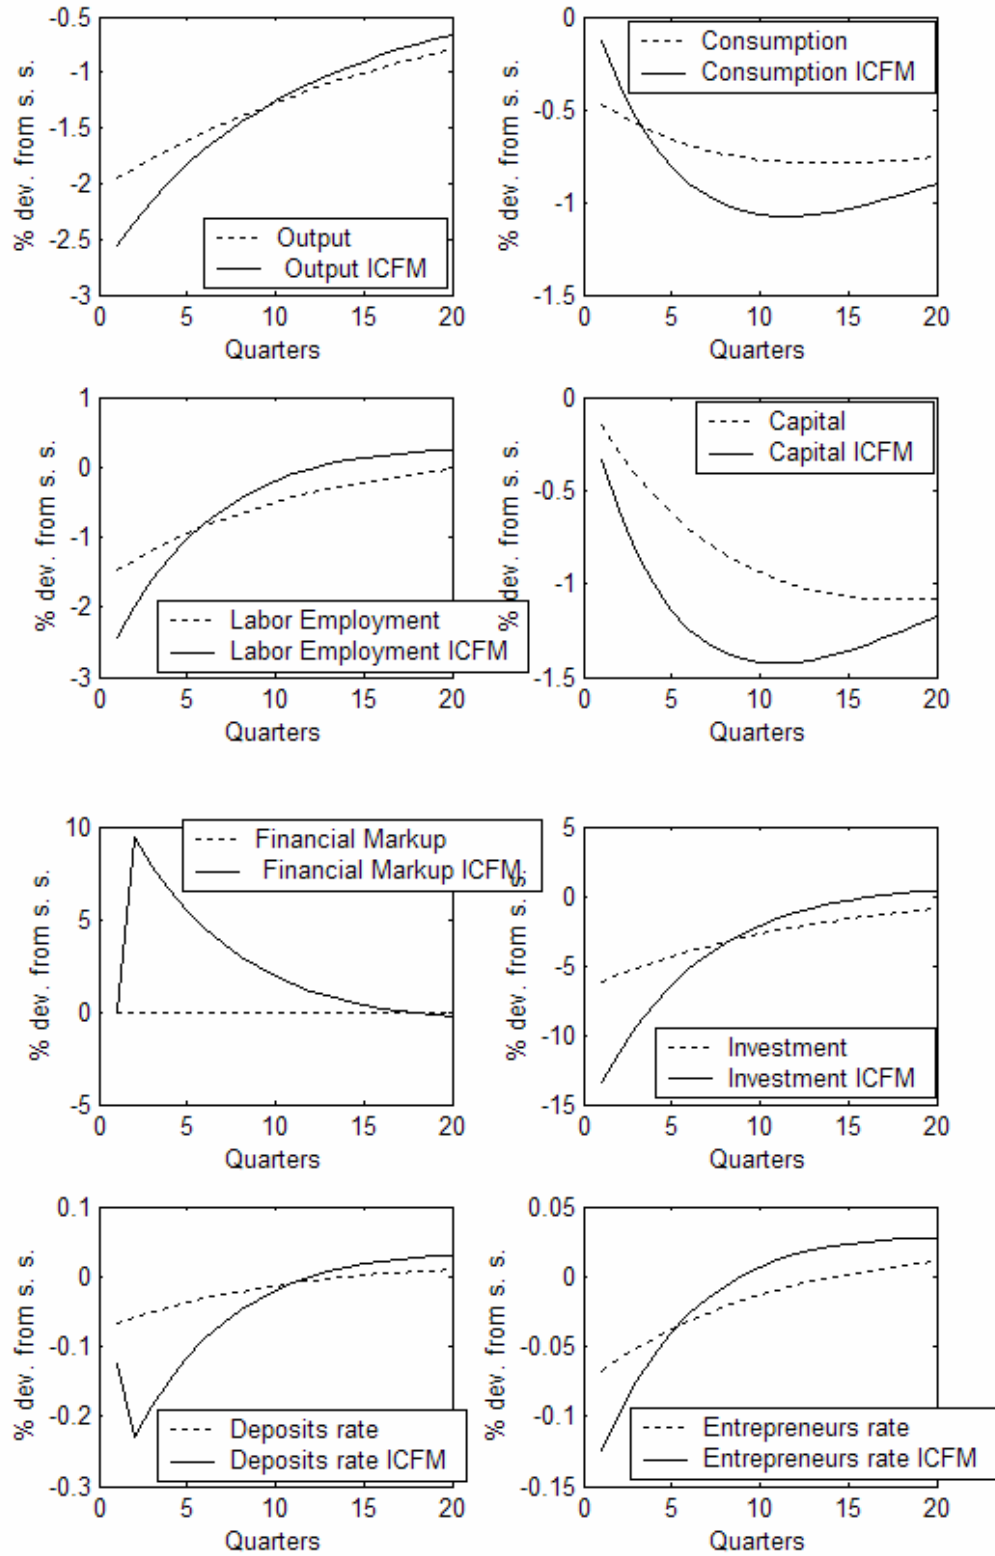 -0.5
-1
-1.5
-2
-2.5
-3
0 5 10 15 20
% dev. from s. s.
Quarters
Output
Output ICFM
0
-0.5
-1
-1.5
0 5 10 15 20
% dev. from s. s.
Quarters
Consumption
Consumption ICFM
1
0
-1
-2
-3
0 5 10 15 20
% dev. from s. s.
Quarters
Labor Employment
Labor Employment ICFM
0
-0.5
-1
-1.5
0 5 10 15 20
% dev. from s. s.
Quarters
Capital
Capital ICFM
10
5
0
-5
0 5 10 15 20
% dev. from s. s.
Quarters
Financial Markup
Financial Markup ICFM
5
0
-5
-10
-15
0 5 10 15 20
% dev. from s. s.
Quarters
Investment
Investment ICFM
0.1
0
-0.1
-0.2
-0.3
0 5 10 15 20
% dev. from s. s.
Quarters
Deposits rate
Deposits rate ICFM
0.05
0
-0.05
-0.1
-0.15
0 5 10 15 20
% dev. from s. s.
Quarters
Entrepreneurs rate
Entrepreneurs rate ICFM